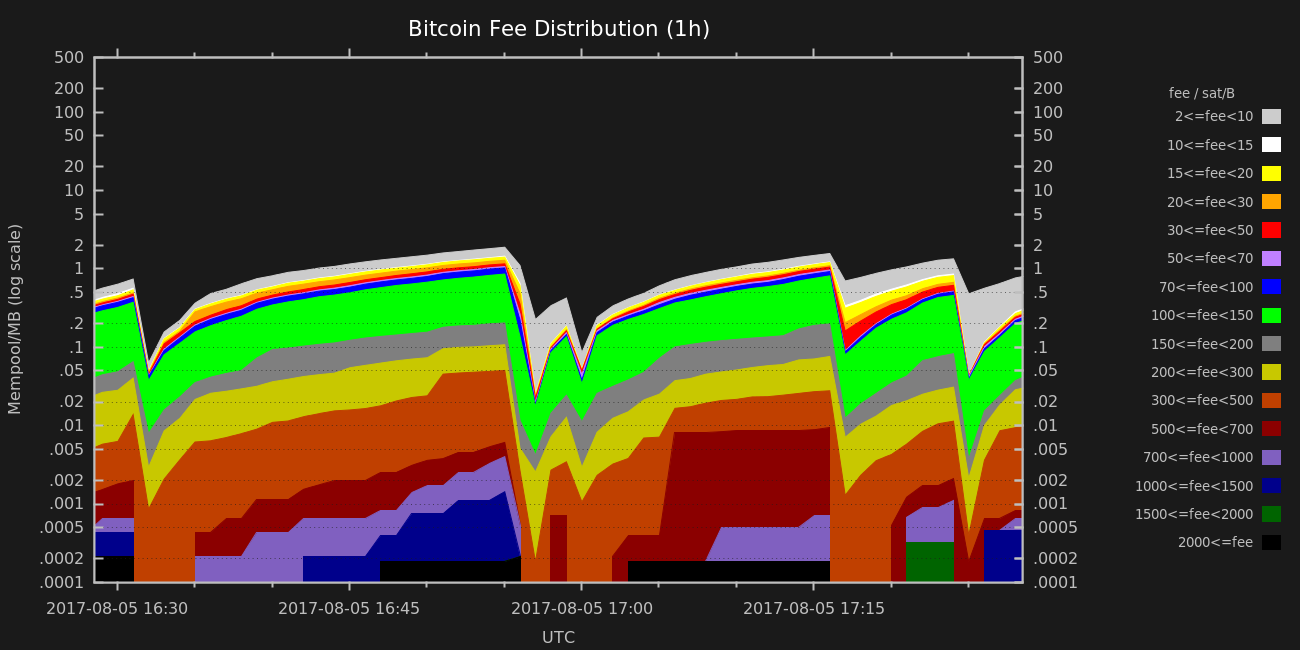 Bitcoin Fee Distribution (1h)
500 500
200 200
100 100
50 50
20 20
10 10
5 5
2 2
1 1
.5 .5
.2 .2
.1 .1
.05 .05
.02 .02
.01 .01
.005 .005
.002 .002
.001 .001
.0005 .0005
.0002 .0002
.0001 .0001
Mempool/MB (log scale)
2017-08-05 16:30 2017-08-05 16:45 2017-08-05 17:00 2017-08-05 17:15
UTC
fee / sat/B
2<=fee<10
10<=fee<15
15<=fee<20
20<=fee<30
30<=fee<50
50<=fee<70
70<=fee<100
100<=fee<150
150<=fee<200
200<=fee<300
300<=fee<500
500<=fee<700
700<=fee<1000
1000<=fee<1500
1500<=fee<2000
2000<=fee